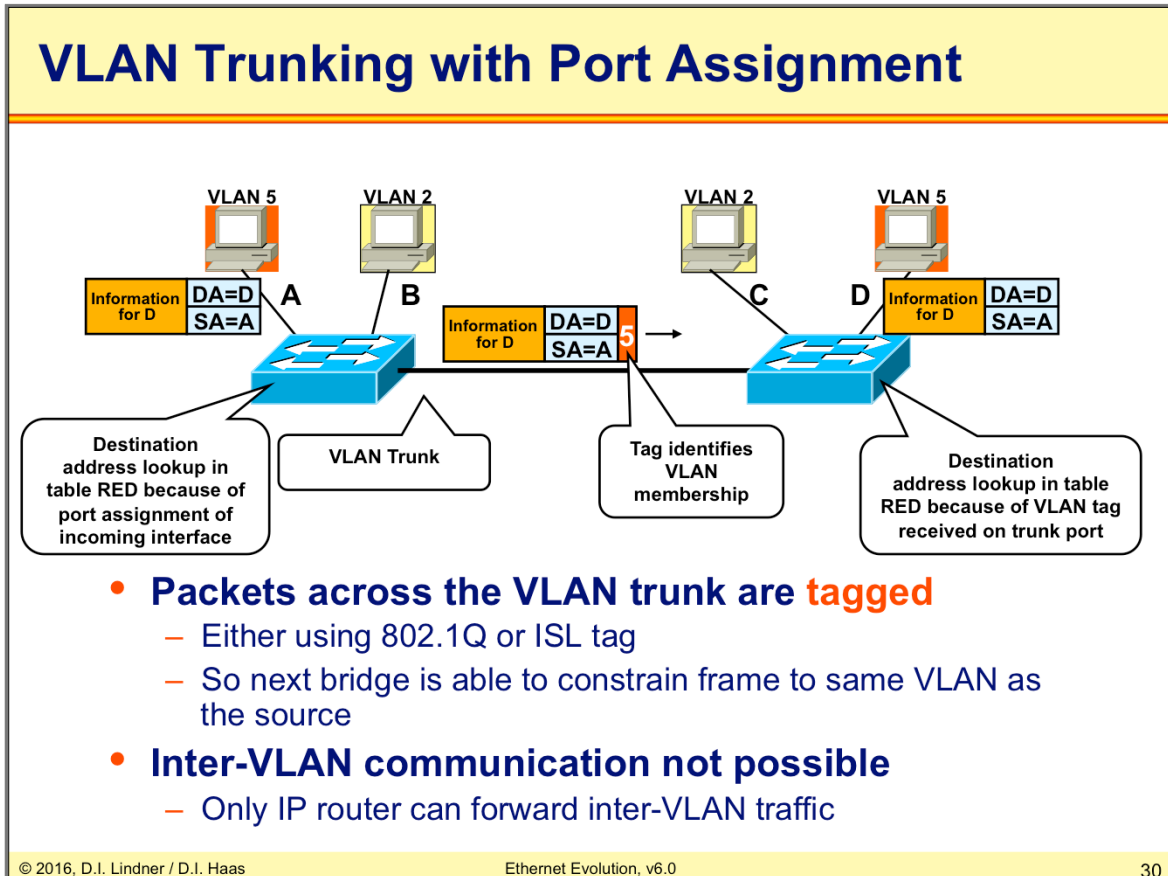 VLAN Trunking with Port Assignment
VLAN 5
VLAN 2
VLAN 2
VLAN 5
Information
for D
DA=D
SA=A
A
B
Information
for D
DA=D
SA=A
5
C
D
Information
for D
DA=D
SA=A
Destination
address lookup in
table RED because of
port assignment of
incoming interface
VLAN Trunk
Tag identifies
VLAN
membership
Destination
address lookup in table
RED because of VLAN tag
received on trunk port
• Packets across the VLAN trunk are tagged
– Either using 802.1Q or ISL tag
– So next bridge is able to constrain frame to same VLAN as
the source
• Inter-VLAN communication not possible
– Only IP router can forward inter-VLAN traffic
© 2016, D.I. Lindner / D.I. Haas
Ethernet Evolution, v6.0
30